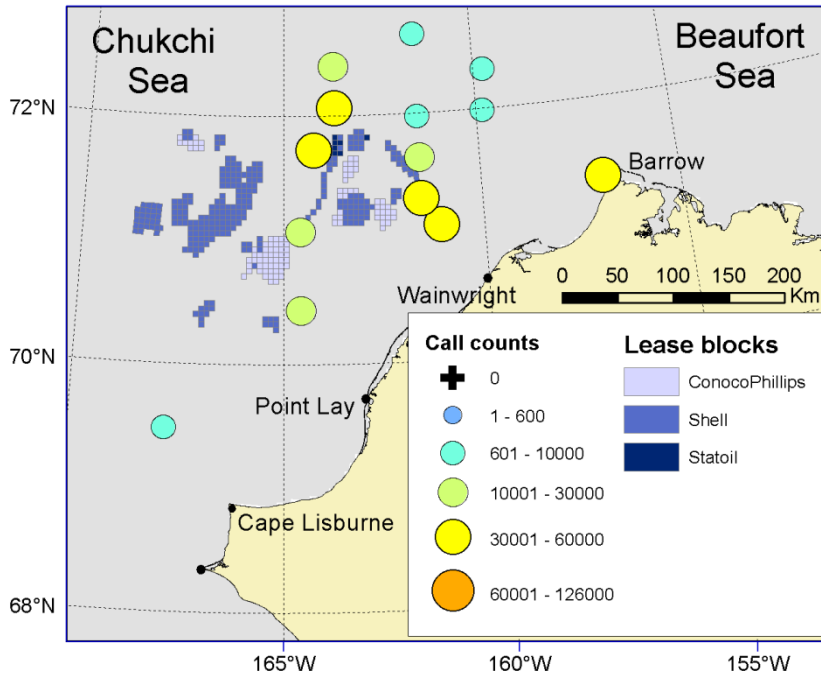 Chukchi
Sea
Beaufort
Sea
72°N
Barrow
0 50 100 150 200
Km
Wainwright
70°N
Call counts
0
1 - 600
601 - 10000
10001 - 30000
30001 - 60000
60001 - 126000
Lease blocks
ConocoPhillips
Shell
Statoil
Point Lay
Cape Lisburne
68°N
165°W
160°W
155°W